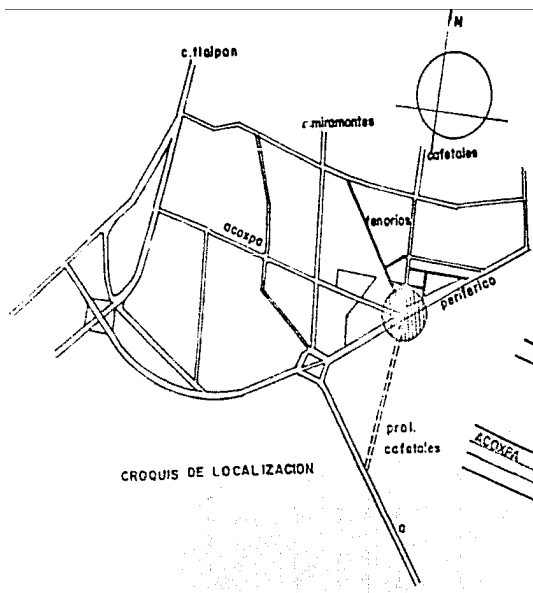 N
c.tlalpan
c.miramontes
cafetales
tenorios
acoxpa
periferico
prol.
cafetales
ACOXPA
CROQUIS DE LOCALIZACION
a